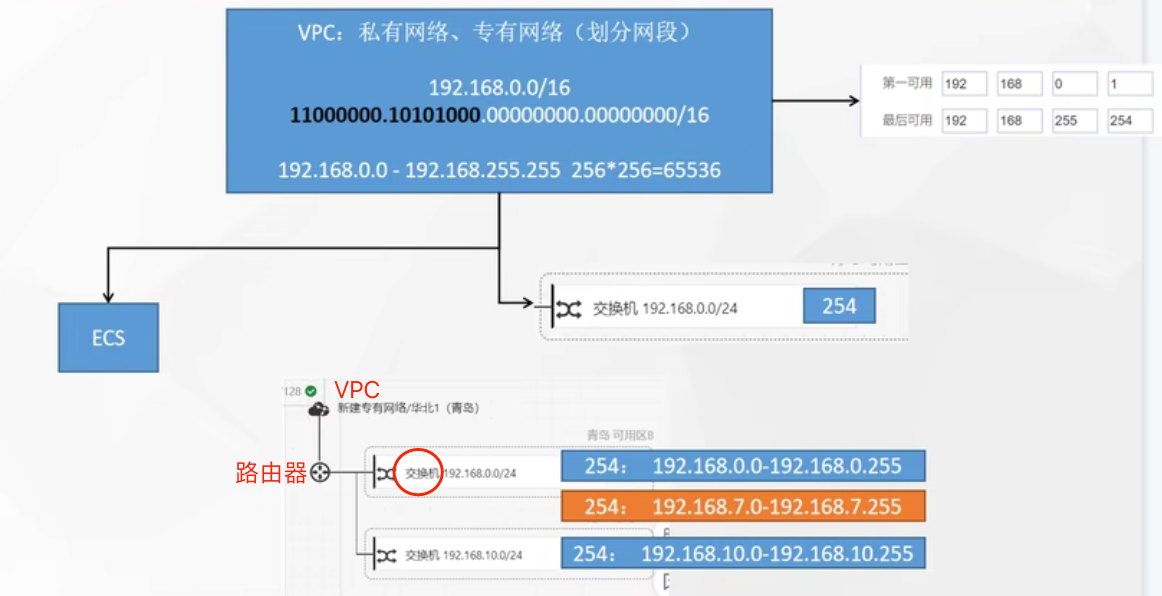 VPC：私有网络、专有网络（划分网段）
192.168.0.0/16
11000000.10101000.00000000.00000000/16
192.168.0.0 - 192.168.255.255 256*256=65536
第一可用 192 168 0 1
最后可用 192 168 255 254
ECS
交换机 192.168.0.0/24 254
128
VPC
新建专有网络/华北1（青岛）
青岛 可用区B
路由器
交换机 192.168.0.0/24
254： 192.168.0.0-192.168.0.255
254： 192.168.7.0-192.168.7.255
交换机 192.168.10.0/24
254： 192.168.10.0-192.168.10.255